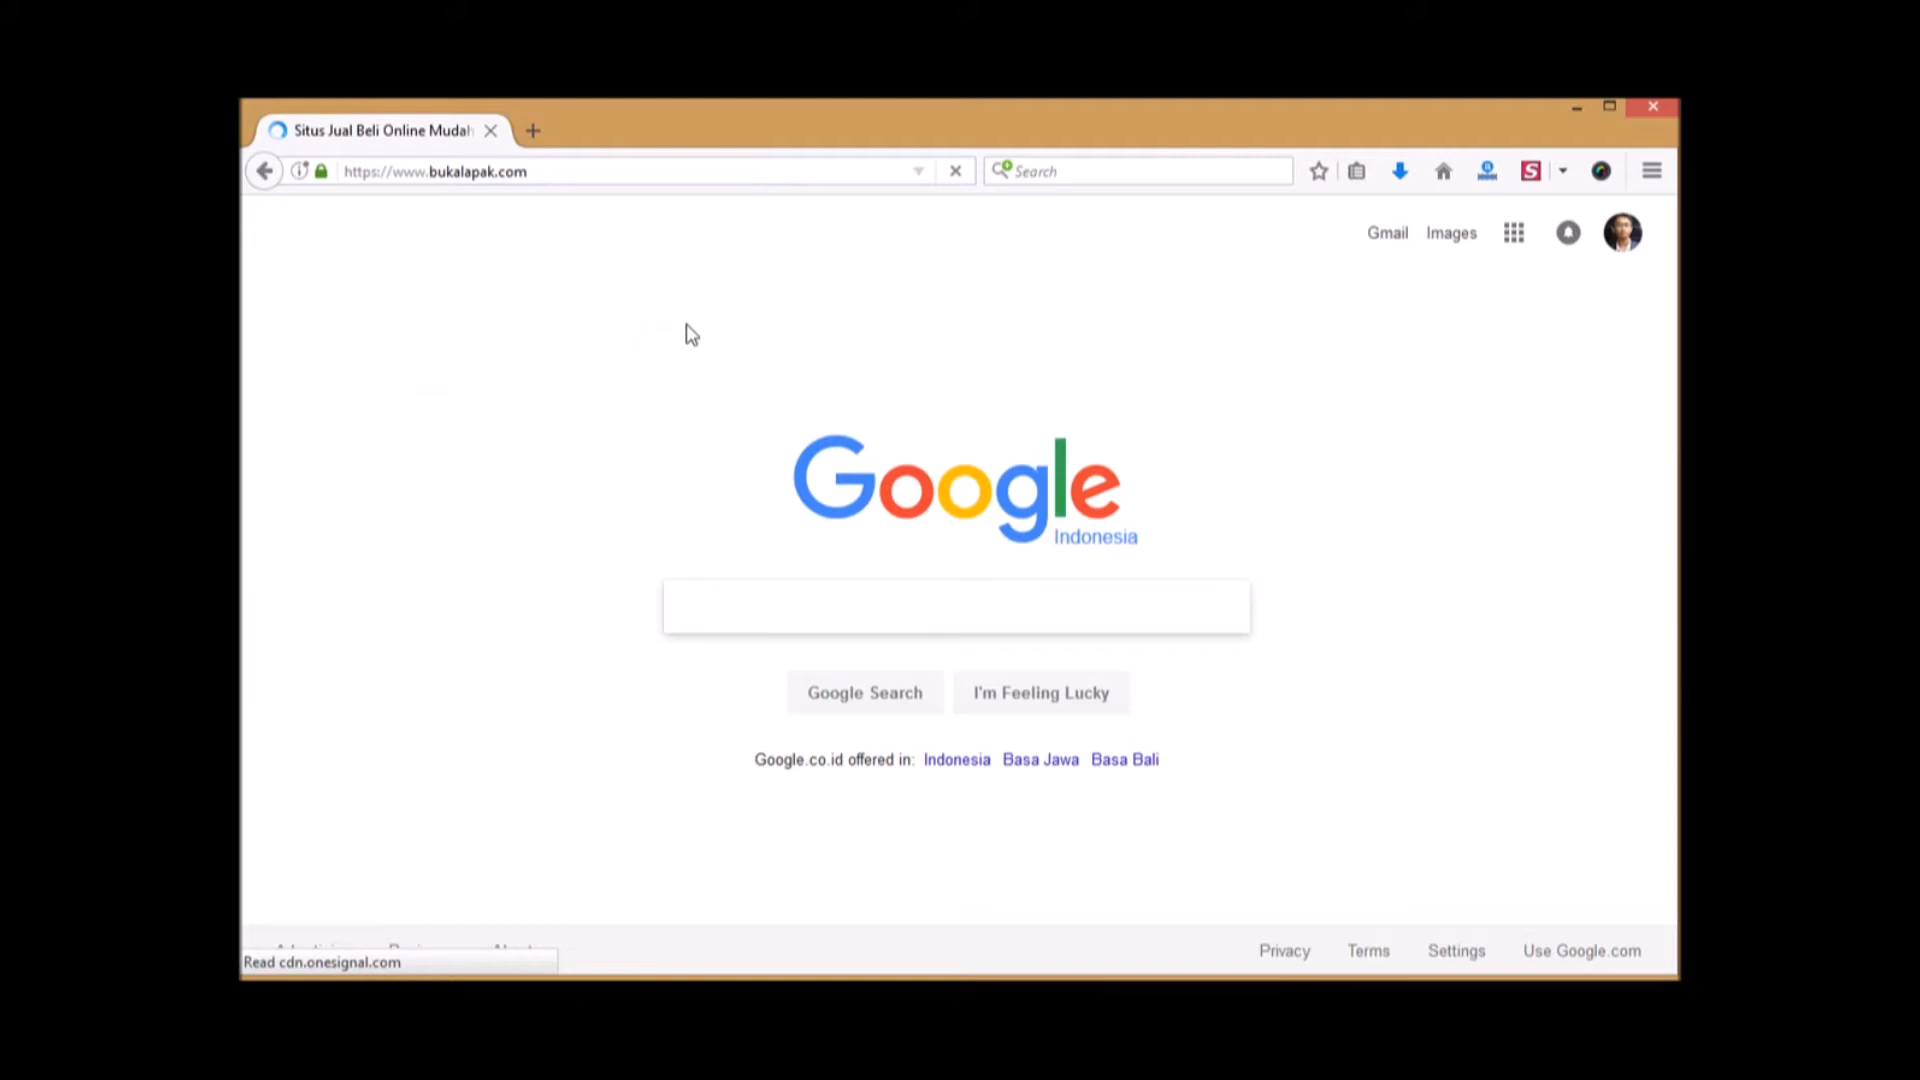 Situs Jual Beli Online Mudah
https://www.bukalapak.com
Search
S
Gmail Images
Google
Indonesia
Google Search I'm Feeling Lucky
Google.co.id offered in: Indonesia Basa Jawa Basa Bali
Privacy Terms Settings Use Google.com
Read cdn.onesignal.com